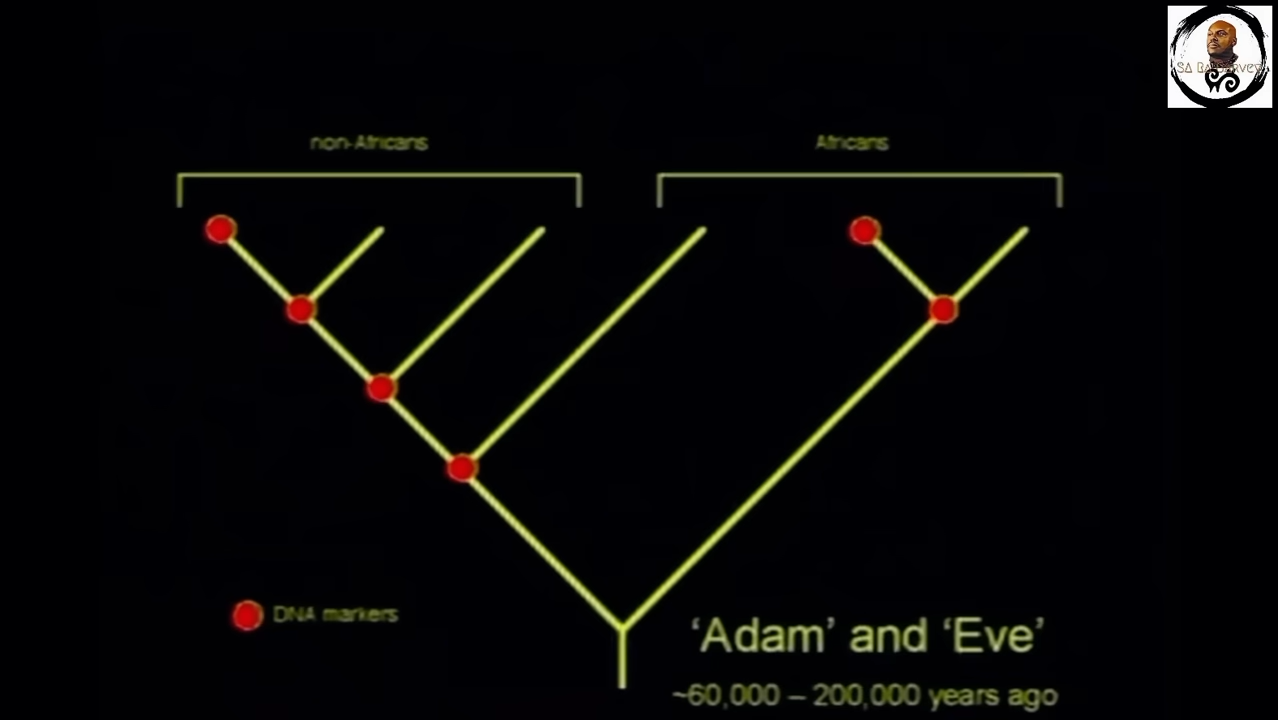 non-Africans
Africans
DNA markers
‘Adam’ and ‘Eve’
~60,000 – 200,000 years ago